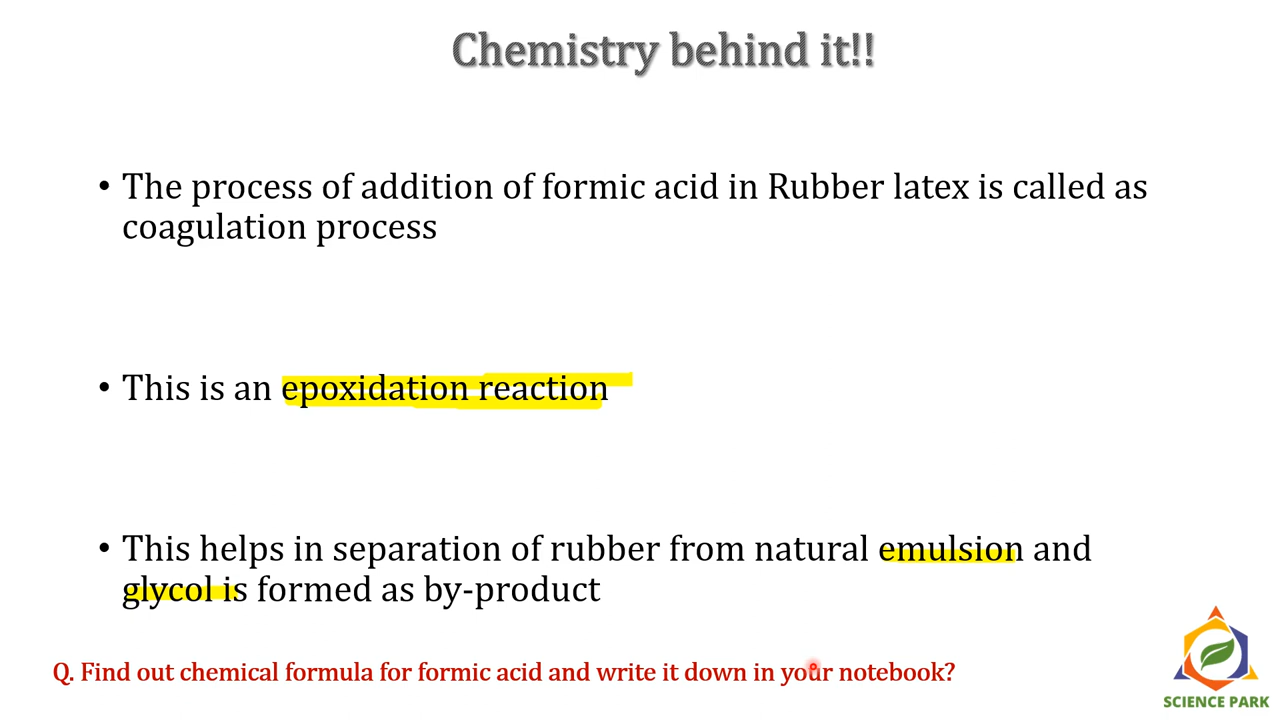 Chemistry behind it!!
• The process of addition of formic acid in Rubber latex is called as
coagulation process
• This is an epoxidation reaction
• This helps in separation of rubber from natural emulsion and
glycol is formed as by-product
Q. Find out chemical formula for formic acid and write it down in your notebook?
SCIENCE PARK